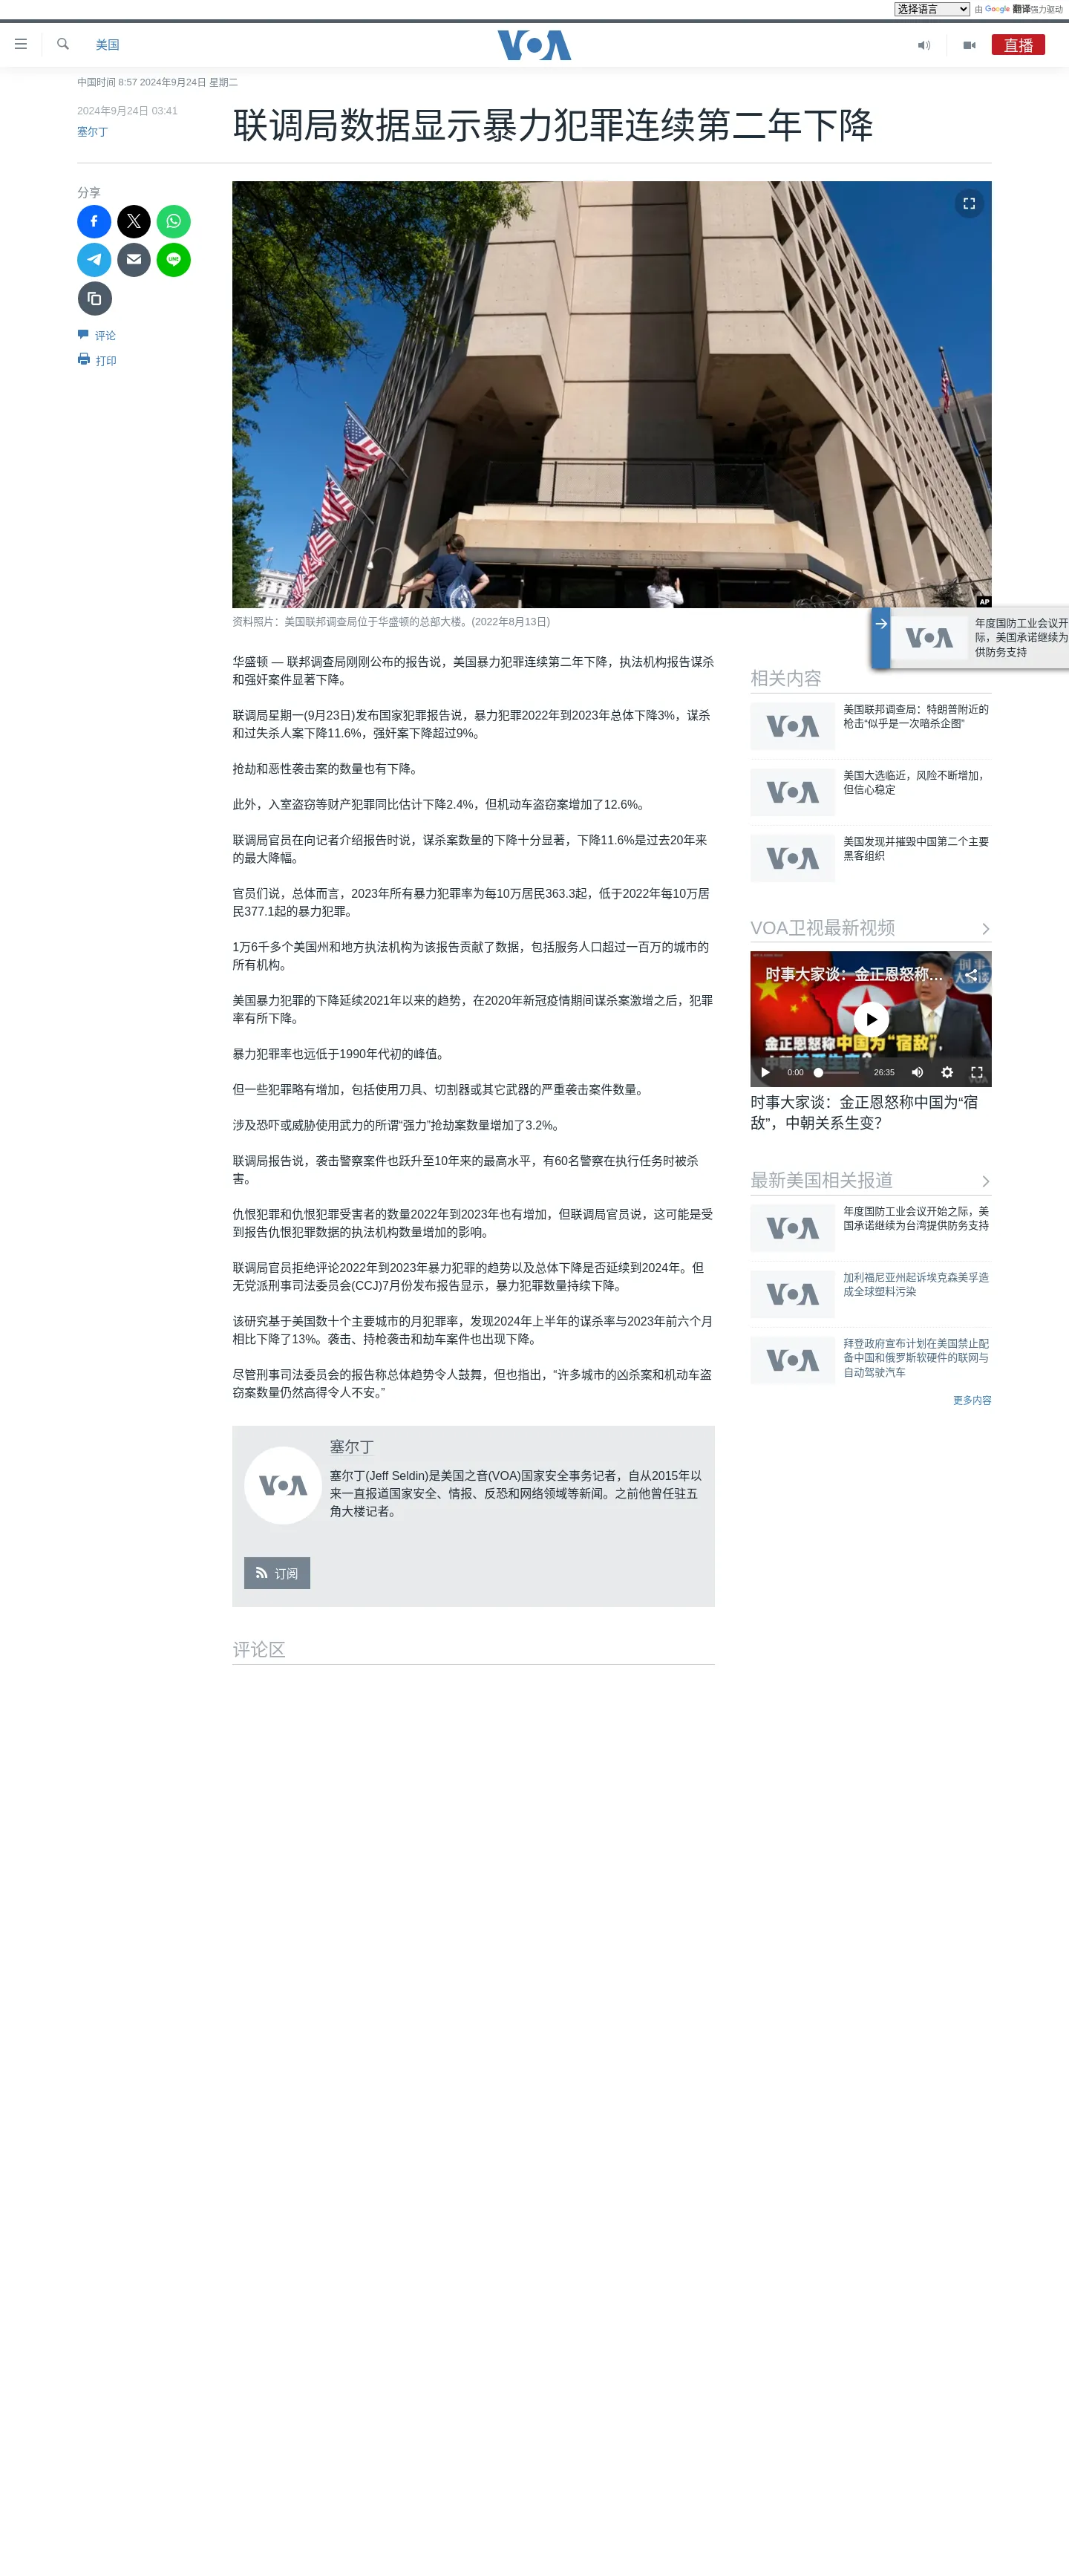 选择语言
由 Google 翻译强力驱动
美国
VOA
直播
中国时间 8:57 2024年9月24日 星期二
2024年9月24日 03:41
塞尔丁
联调局数据显示暴力犯罪连续第二年下降
分享
评论
打印
AP
资料照片：美国联邦调查局位于华盛顿的总部大楼。(2022年8月13日)
VOA
年度国防工业会议开
际，美国承诺继续为
供防务支持
华盛顿 — 联邦调查局刚刚公布的报告说，美国暴力犯罪连续第二年下降，执法机构报告谋杀
和强奸案件显著下降。
联调局星期一(9月23日)发布国家犯罪报告说，暴力犯罪2022年到2023年总体下降3%，谋杀
和过失杀人案下降11.6%，强奸案下降超过9%。
抢劫和恶性袭击案的数量也有下降。
此外，入室盗窃等财产犯罪同比估计下降2.4%，但机动车盗窃案增加了12.6%。
联调局官员在向记者介绍报告时说，谋杀案数量的下降十分显著，下降11.6%是过去20年来
的最大降幅。
官员们说，总体而言，2023年所有暴力犯罪率为每10万居民363.3起，低于2022年每10万居
民377.1起的暴力犯罪。
1万6千多个美国州和地方执法机构为该报告贡献了数据，包括服务人口超过一百万的城市的
所有机构。
美国暴力犯罪的下降延续2021年以来的趋势，在2020年新冠疫情期间谋杀案激增之后，犯罪
率有所下降。
暴力犯罪率也远低于1990年代初的峰值。
但一些犯罪略有增加，包括使用刀具、切割器或其它武器的严重袭击案件数量。
涉及恐吓或威胁使用武力的所谓“强力”抢劫案数量增加了3.2%。
联调局报告说，袭击警察案件也跃升至10年来的最高水平，有60名警察在执行任务时被杀
害。
仇恨犯罪和仇恨犯罪受害者的数量2022年到2023年也有增加，但联调局官员说，这可能是受
到报告仇恨犯罪数据的执法机构数量增加的影响。
联调局官员拒绝评论2022年到2023年暴力犯罪的趋势以及总体下降是否延续到2024年。但
无党派刑事司法委员会(CCJ)7月份发布报告显示，暴力犯罪数量持续下降。
该研究基于美国数十个主要城市的月犯罪率，发现2024年上半年的谋杀率与2023年前六个月
相比下降了13%。袭击、持枪袭击和劫车案件也出现下降。
尽管刑事司法委员会的报告称总体趋势令人鼓舞，但也指出，“许多城市的凶杀案和机动车盗
窃案数量仍然高得令人不安。”
VOA
塞尔丁
塞尔丁(Jeff Seldin)是美国之音(VOA)国家安全事务记者，自从2015年以
来一直报道国家安全、情报、反恐和网络领域等新闻。之前他曾任驻五
角大楼记者。
订阅
评论区
相关内容
VOA
美国联邦调查局：特朗普附近的
枪击“似乎是一次暗杀企图”
VOA
美国大选临近，风险不断增加，
但信心稳定
VOA
美国发现并摧毁中国第二个主要
黑客组织
VOA卫视最新视频
时事大家谈：金正恩怒称…
时事
大家谈
金正恩怒称中国为“宿敌”，
中朝关系生变？
0:00
26:35
VOA
时事大家谈：金正恩怒称中国为“宿
敌”，中朝关系生变？
最新美国相关报道
VOA
年度国防工业会议开始之际，美
国承诺继续为台湾提供防务支持
VOA
加利福尼亚州起诉埃克森美孚造
成全球塑料污染
VOA
拜登政府宣布计划在美国禁止配
备中国和俄罗斯软硬件的联网与
自动驾驶汽车
更多内容